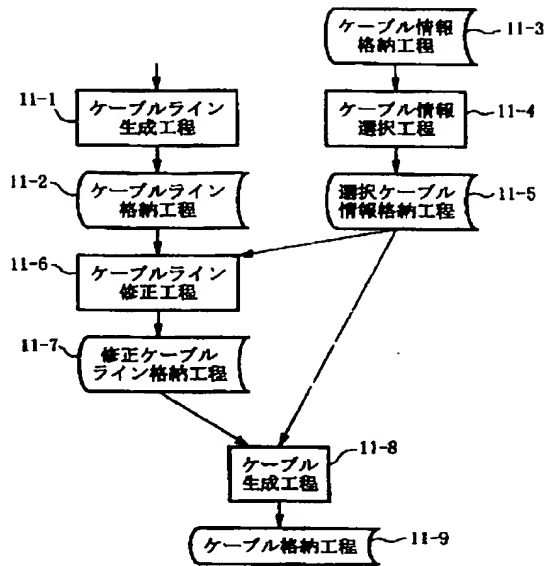 ケーブル情報
格納工程
11-3
11-1
ケーブルライン
生成工程
ケーブル情報
選択工程
11-4
11-2
ケーブルライン
格納工程
選択ケーブル
情報格納工程
11-5
11-6
ケーブルライン
修正工程
11-7
修正ケーブル
ライン格納工程
ケーブル
生成工程
11-8
ケーブル格納工程
11-9